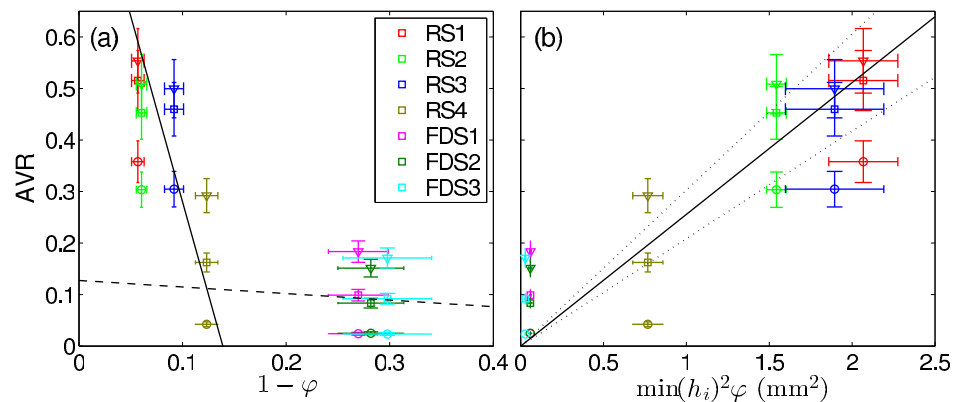 (a)
RS1
RS2
RS3
RS4
FDS1
FDS2
FDS3
AVR
0.6
0.5
0.4
0.3
0.2
0.1
0
0 0.1 0.2 0.3 0.4
1 − φ
(b)
0 0.5 1 1.5 2 2.5
min(hᵢ)²φ (mm²)